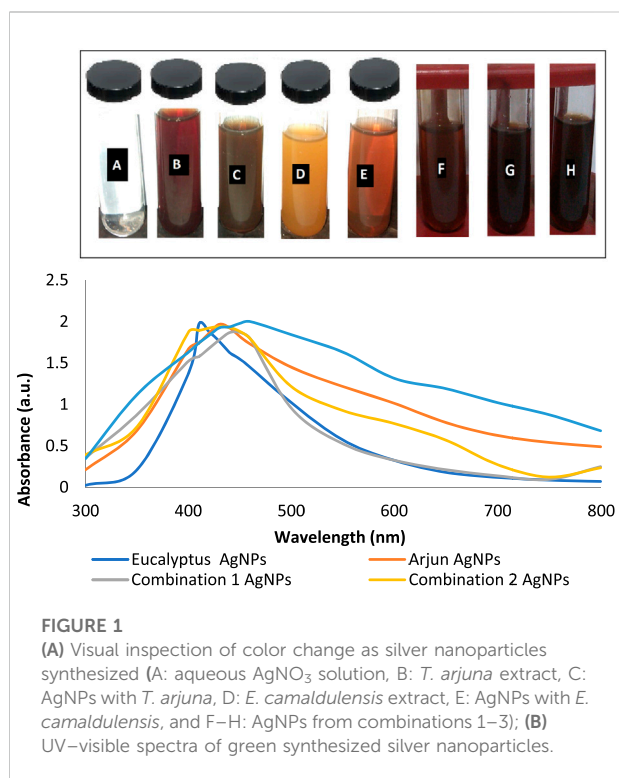 A
B
C
D
E
F
G
H
2.5
2
1.5
1
0.5
0
Absorbance (a.u.)
300 400 500 600 700 800
Wavelength (nm)
Eucalyptus AgNPs Arjun AgNPs
Combination 1 AgNPs Combination 2 AgNPs
FIGURE 1
(A) Visual inspection of color change as silver nanoparticles
synthesized (A: aqueous AgNO₃ solution, B: T. arjuna extract, C:
AgNPs with T. arjuna, D: E. camaldulensis extract, E: AgNPs with E.
camaldulensis, and F–H: AgNPs from combinations 1–3); (B)
UV–visible spectra of green synthesized silver nanoparticles.